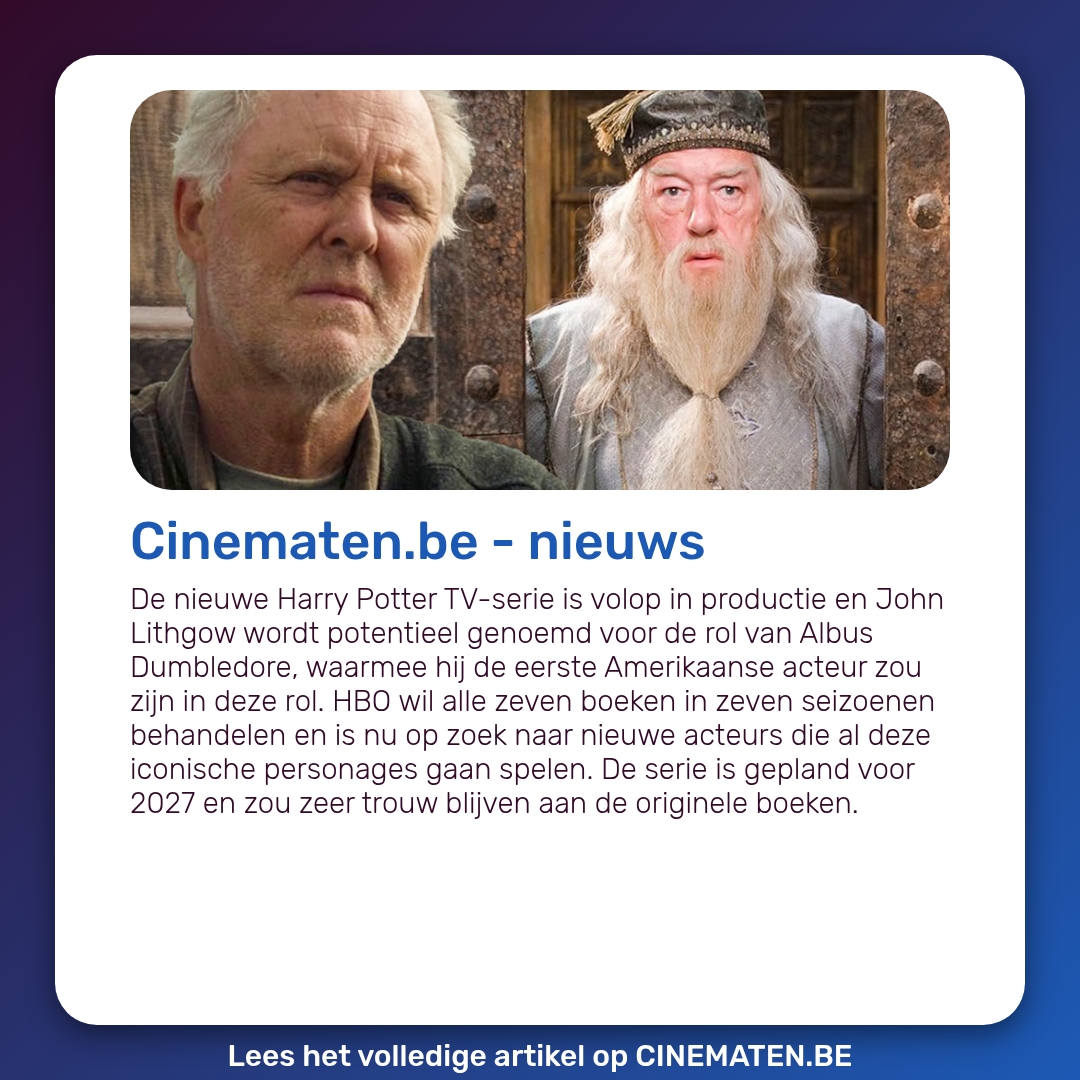 Cinematen.be - nieuws
De nieuwe Harry Potter TV-serie is volop in productie en John
Lithgow wordt potentieel genoemd voor de rol van Albus
Dumbledore, waarmee hij de eerste Amerikaanse acteur zou
zijn in deze rol. HBO wil alle zeven boeken in zeven seizoenen
behandelen en is nu op zoek naar nieuwe acteurs die al deze
iconische personages gaan spelen. De serie is gepland voor
2027 en zou zeer trouw blijven aan de originele boeken.
Lees het volledige artikel op CINEMATEN.BE